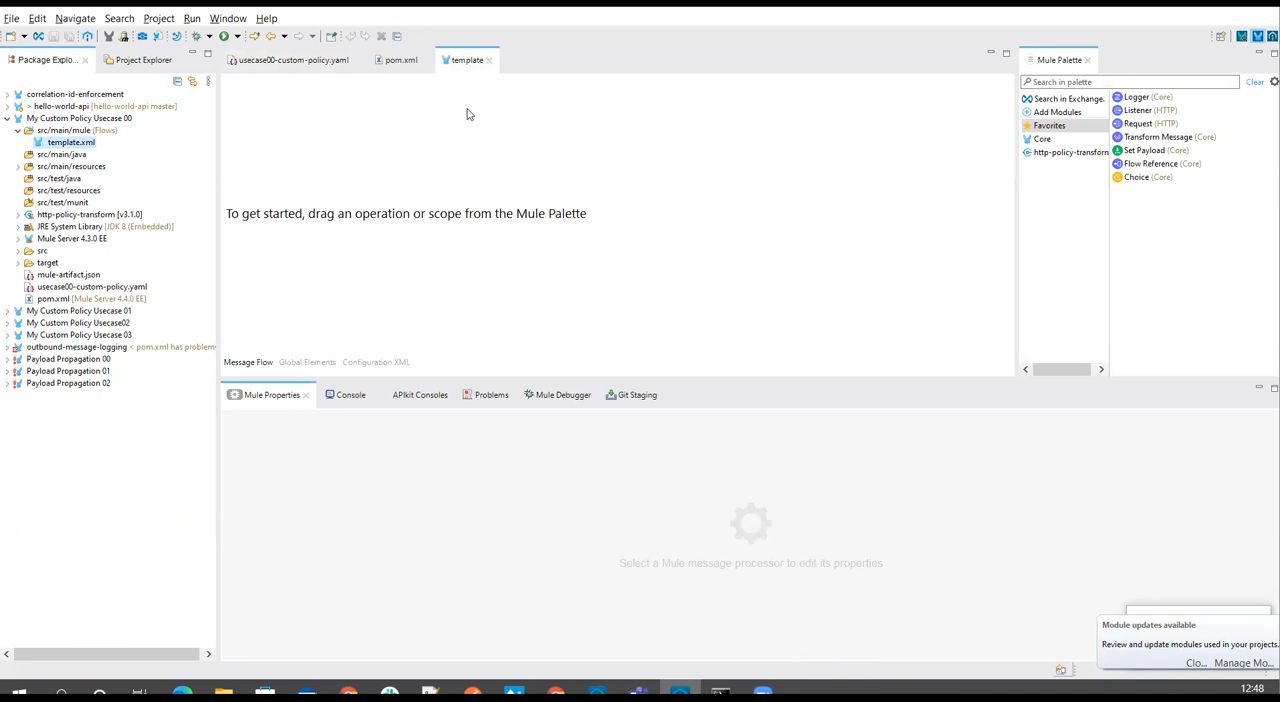 File Edit Navigate Search Project Run Window Help
Package Explo... Project Explorer
usecase00-custom-policy.yaml pom.xml template
Mule Palette
correlation-id-enforcement
> hello-world-api [hello-world-api master]
My Custom Policy Usecase 00
src/main/mule (Flows)
template.xml
src/main/java
src/main/resources
src/test/java
src/test/resources
src/test/munit
http-policy-transform [v3.1.0]
JRE System Library [JDK 8 (Embedded)]
Mule Server 4.3.0 EE
src
target
mule-artifact.json
usecase00-custom-policy.yaml
pom.xml [Mule Server 4.4.0 EE]
My Custom Policy Usecase 01
My Custom Policy Usecase02
My Custom Policy Usecase 03
outbound-message-logging < pom.xml has problems
Payload Propagation 00
Payload Propagation 01
Payload Propagation 02
To get started, drag an operation or scope from the Mule Palette
Message Flow Global Elements Configuration XML
Search in palette Clear
Search in Exchange.
Add Modules
Favorites
Core
http-policy-transform
Logger (Core)
Listener (HTTP)
Request (HTTP)
Transform Message (Core)
Set Payload (Core)
Flow Reference (Core)
Choice (Core)
Mule Properties Console APIkit Consoles Problems Mule Debugger Git Staging
Select a Mule message processor to edit its properties
Module updates available
Review and update modules used in your projects.
Clo... Manage Mo...
12:48